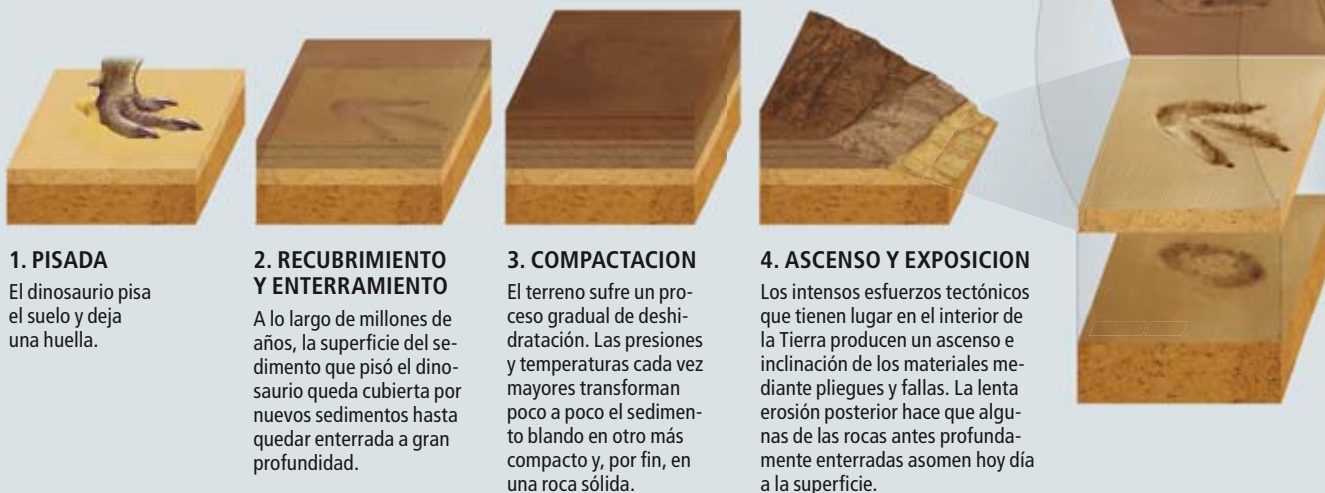 1. PISADA
El dinosaurio pisa
el suelo y deja
una huella.
2. RECUBRIMIENTO
Y ENTERRAMIENTO
A lo largo de millones de
años, la superficie del se-
dimento que pisó el dino-
saurio queda cubierta por
nuevos sedimentos hasta
quedar enterrada a gran
profundidad.
3. COMPACTACION
El terreno sufre un pro-
ceso gradual de deshi-
dratación. Las presiones
y temperaturas cada vez
mayores transforman
poco a poco el sedimen-
to blando en otro más
compacto y, por fin, en
una roca sólida.
4. ASCENSO Y EXPOSICION
Los intensos esfuerzos tectónicos
que tienen lugar en el interior de
la Tierra producen un ascenso e
inclinación de los materiales me-
diante pliegues y fallas. La lenta
erosión posterior hace que algu-
nas de las rocas antes profunda-
mente enterradas asomen hoy día
a la superficie.